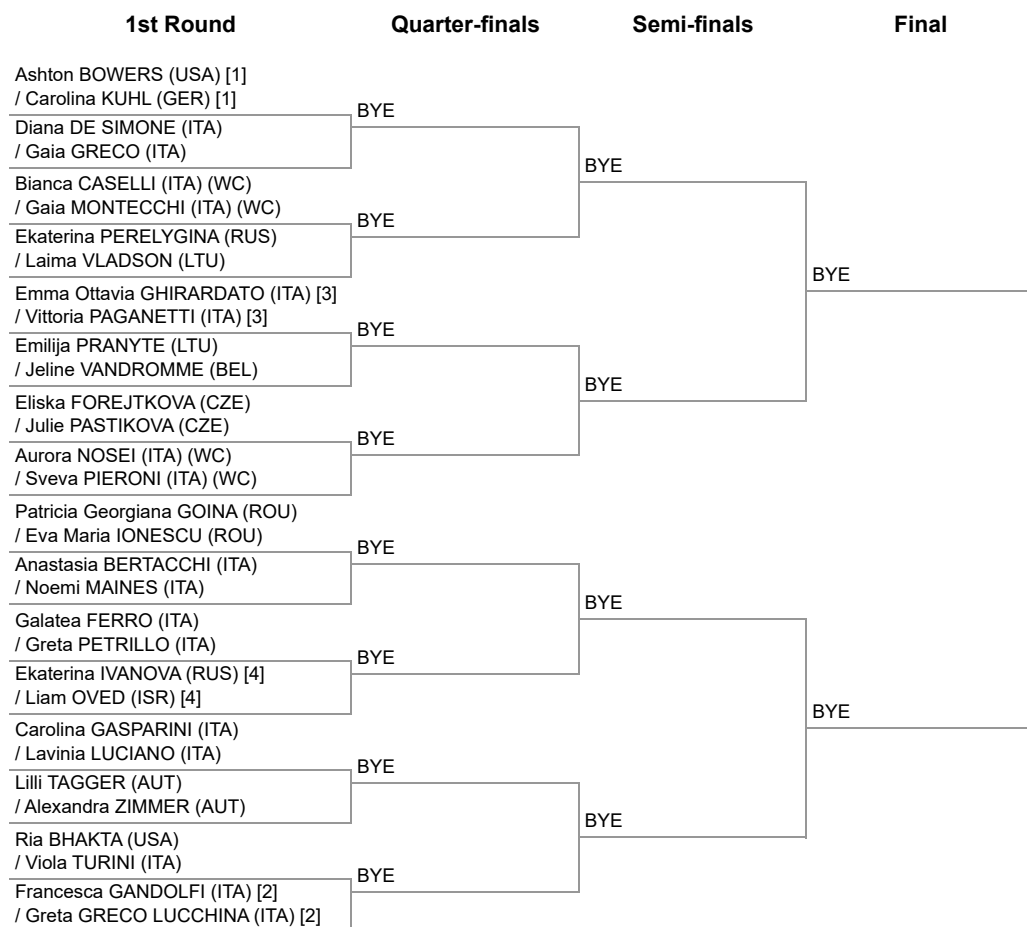 1st Round
Quarter-finals
Semi-finals
Final
Ashton BOWERS (USA) [1]
/ Carolina KUHL (GER) [1]
BYE
Diana DE SIMONE (ITA)
/ Gaia GRECO (ITA)
BYE
Bianca CASELLI (ITA) (WC)
/ Gaia MONTECCHI (ITA) (WC)
BYE
Ekaterina PERELYGINA (RUS)
/ Laima VLADSON (LTU)
BYE
Emma Ottavia GHIRARDATO (ITA) [3]
/ Vittoria PAGANETTI (ITA) [3]
BYE
Emilija PRANYTE (LTU)
/ Jeline VANDROMME (BEL)
BYE
Eliska FOREJTKOVA (CZE)
/ Julie PASTIKOVA (CZE)
BYE
Aurora NOSEI (ITA) (WC)
/ Sveva PIERONI (ITA) (WC)
Patricia Georgiana GOINA (ROU)
/ Eva Maria IONESCU (ROU)
BYE
Anastasia BERTACCHI (ITA)
/ Noemi MAINES (ITA)
BYE
Galatea FERRO (ITA)
/ Greta PETRILLO (ITA)
BYE
Ekaterina IVANOVA (RUS) [4]
/ Liam OVED (ISR) [4]
BYE
Carolina GASPARINI (ITA)
/ Lavinia LUCIANO (ITA)
BYE
Lilli TAGGER (AUT)
/ Alexandra ZIMMER (AUT)
BYE
Ria BHAKTA (USA)
/ Viola TURINI (ITA)
BYE
Francesca GANDOLFI (ITA) [2]
/ Greta GRECO LUCCHINA (ITA) [2]